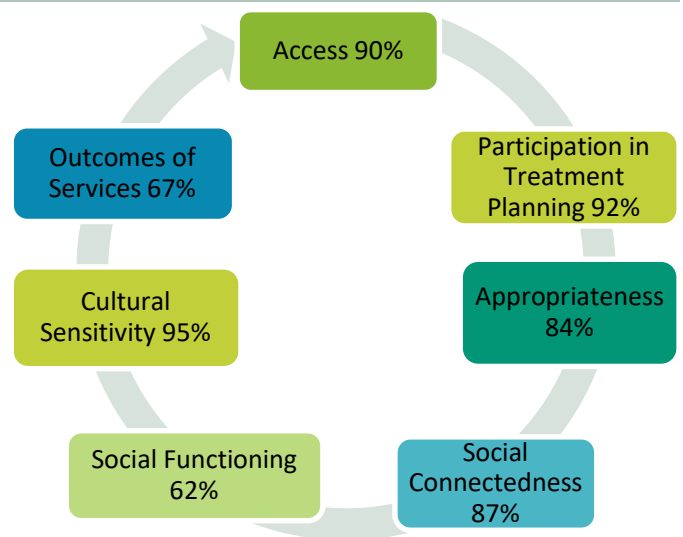 Access 90%
Participation in
Treatment
Planning 92%
Appropriateness
84%
Social
Connectedness
87%
Social Functioning
62%
Cultural
Sensitivity 95%
Outcomes of
Services 67%